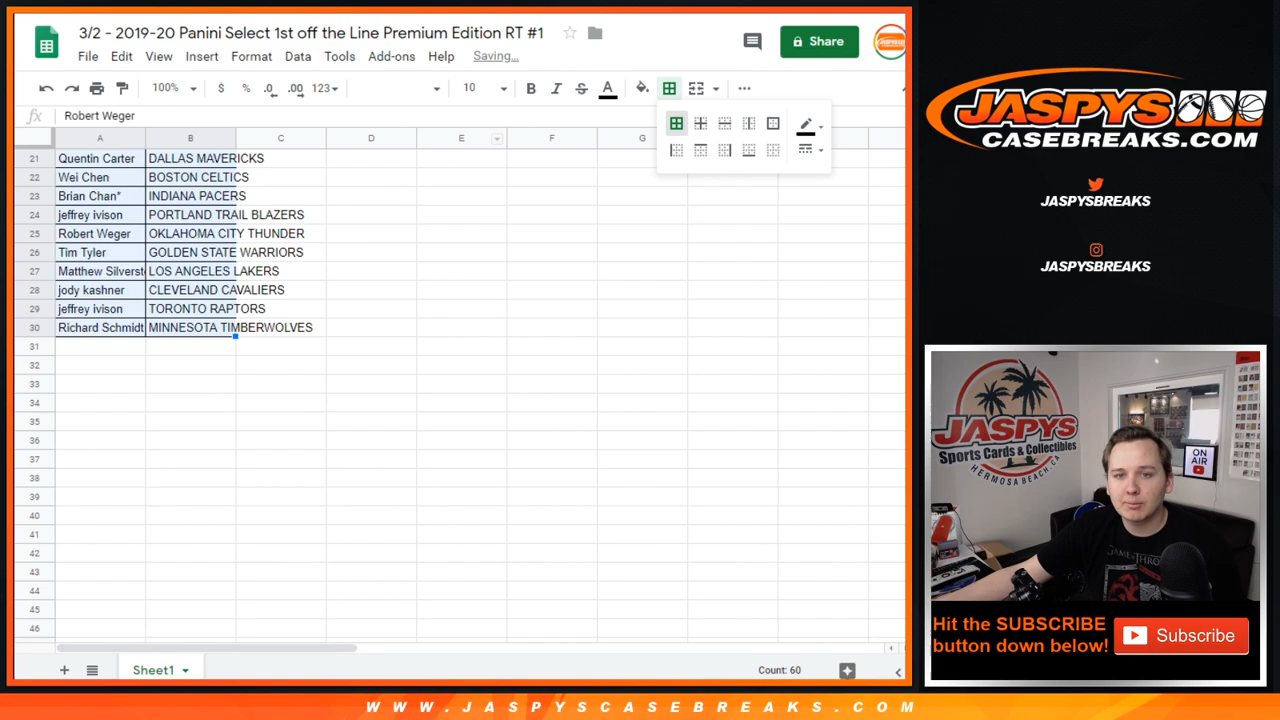 3/2 - 2019-20 Panini Select 1st off the Line Premium Edition RT #1
File Edit View Insert Format Data Tools Add-ons Help Saving...
Share
100% $ % .0 .00 123 10 B I S A
fx Robert Weger
A B C D E F G
21 Quentin Carter DALLAS MAVERICKS
22 Wei Chen BOSTON CELTICS
23 Brian Chan* INDIANA PACERS
24 jeffrey ivison PORTLAND TRAIL BLAZERS
25 Robert Weger OKLAHOMA CITY THUNDER
26 Tim Tyler GOLDEN STATE WARRIORS
27 Matthew Silverst LOS ANGELES LAKERS
28 jody kashner CLEVELAND CAVALIERS
29 jeffrey ivison TORONTO RAPTORS
30 Richard Schmidt MINNESOTA TIMBERWOLVES
31
32
33
34
35
36
37
38
39
40
41
42
43
44
45
46
Sheet1
Count: 60
JASPYS
CASEBREAKS.COM
JASPYSBREAKS
JASPYSBREAKS
JASPYS
Sports Cards & Collectibles
HERMOSA BEACH, CA
ON
AIR
GAME OF THRO
Hit the SUBSCRIBE
button down below!
Subscribe
WWW.JASPYSCASEBREAKS.COM